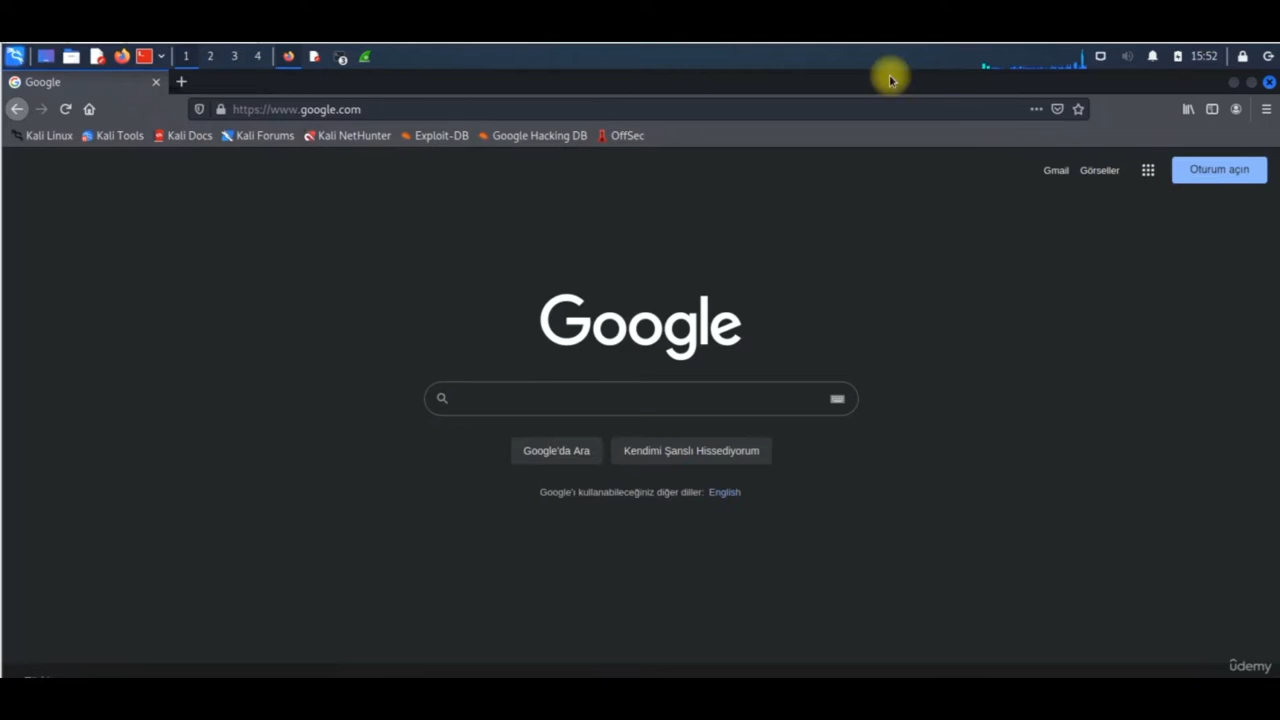 1 2 3 4 3 15:52
Google
https://www.google.com
Kali Linux Kali Tools Kali Docs Kali Forums Kali NetHunter Exploit-DB Google Hacking DB OffSec
Gmail Görseller Oturum açın
Google
Google'da Ara Kendimi Şanslı Hissediyorum
Google'ı kullanabileceğiniz diğer diller: English
ûdemy